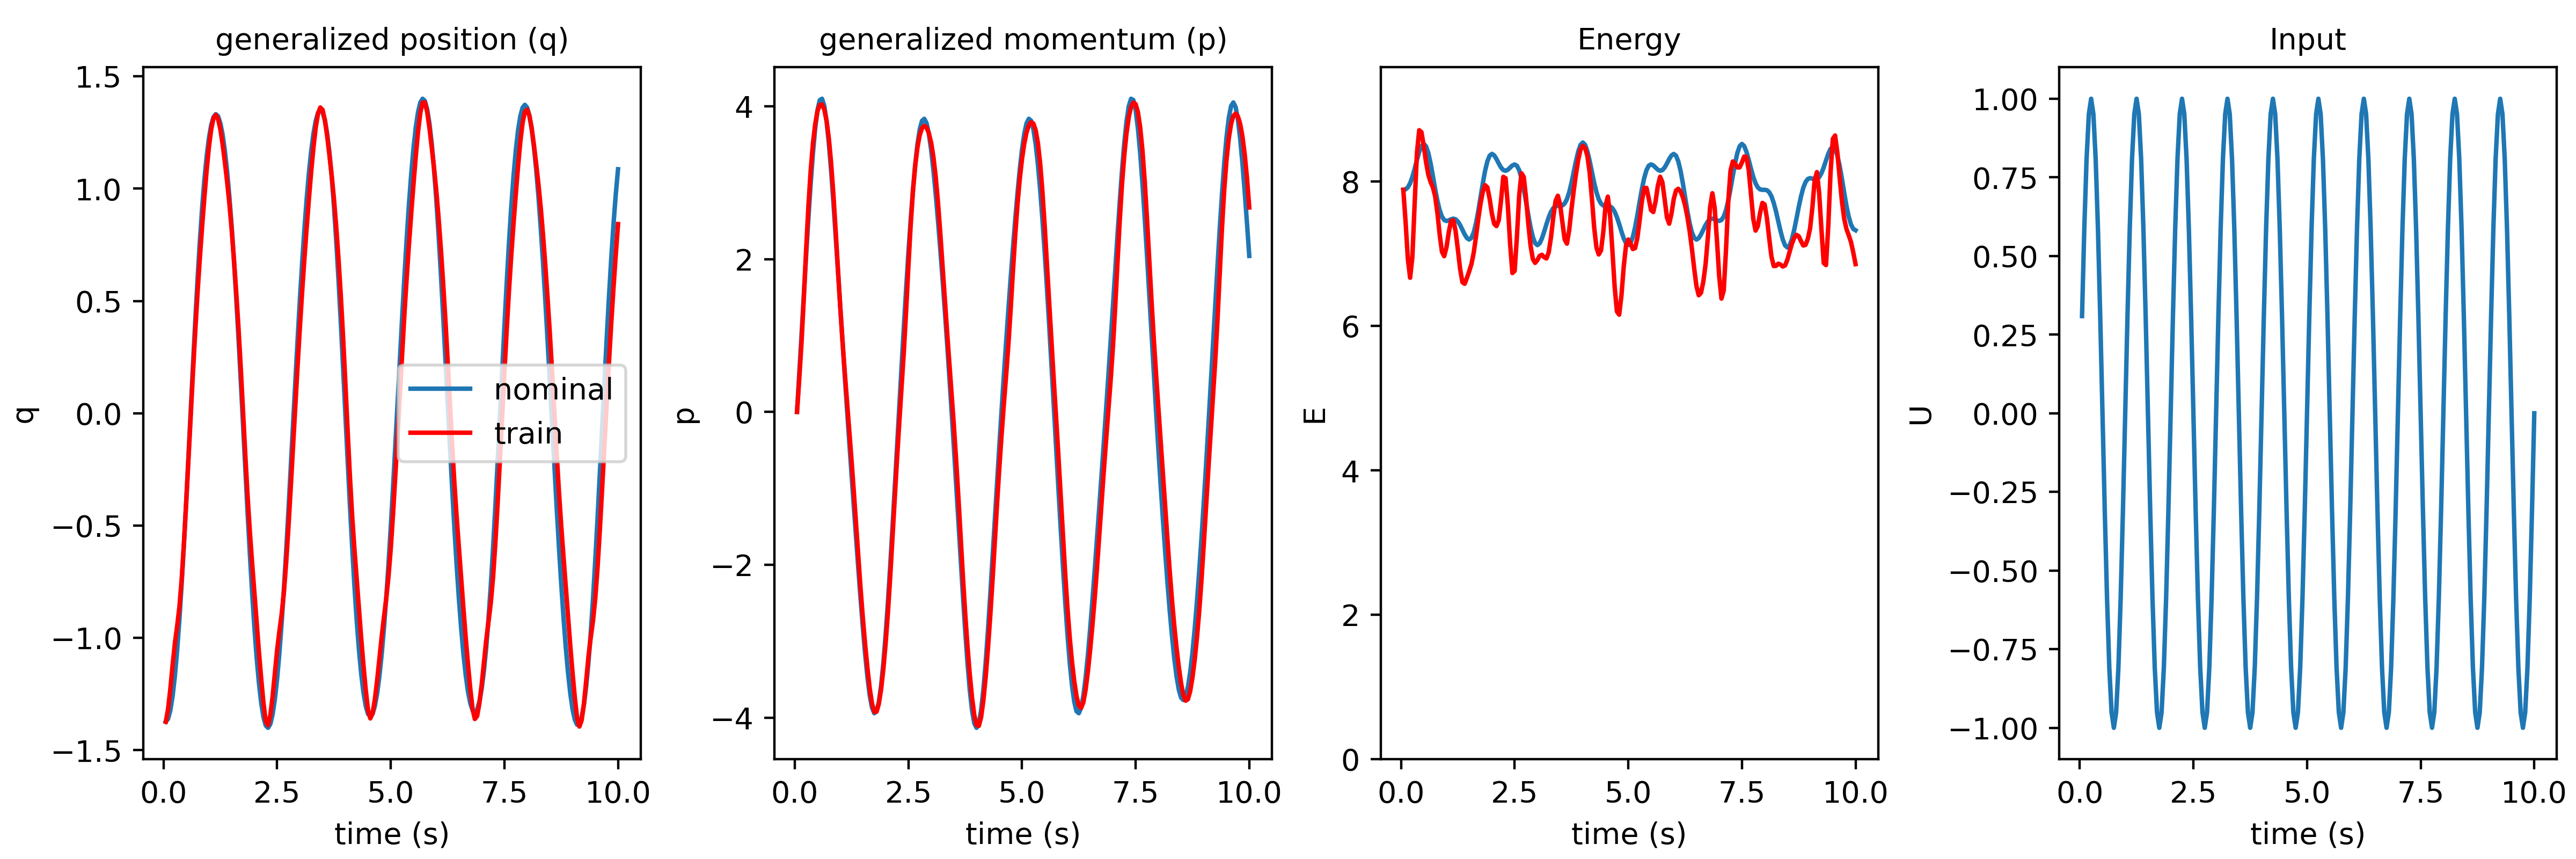 generalized position (q)
1.5
1.0
0.5
0.0
−0.5
−1.0
−1.5
q
nominal
train
0.0 2.5 5.0 7.5 10.0
time (s)
generalized momentum (p)
4
2
0
−2
−4
p
0.0 2.5 5.0 7.5 10.0
time (s)
Energy
8
6
4
2
0
E
0.0 2.5 5.0 7.5 10.0
time (s)
Input
1.00
0.75
0.50
0.25
0.00
−0.25
−0.50
−0.75
−1.00
U
0.0 2.5 5.0 7.5 10.0
time (s)